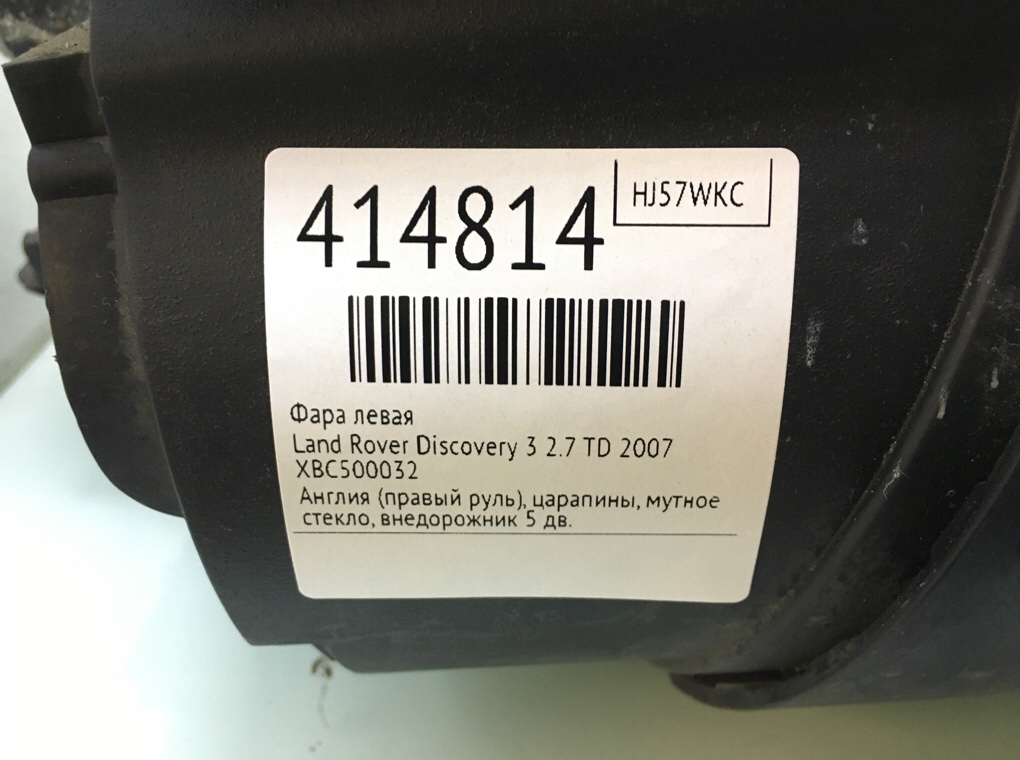 414814
HJ57WKC
Фара левая
Land Rover Discovery 3 2.7 TD 2007
XBC500032
Англия (правый руль), царапины, мутное
стекло, внедорожник 5 дв.